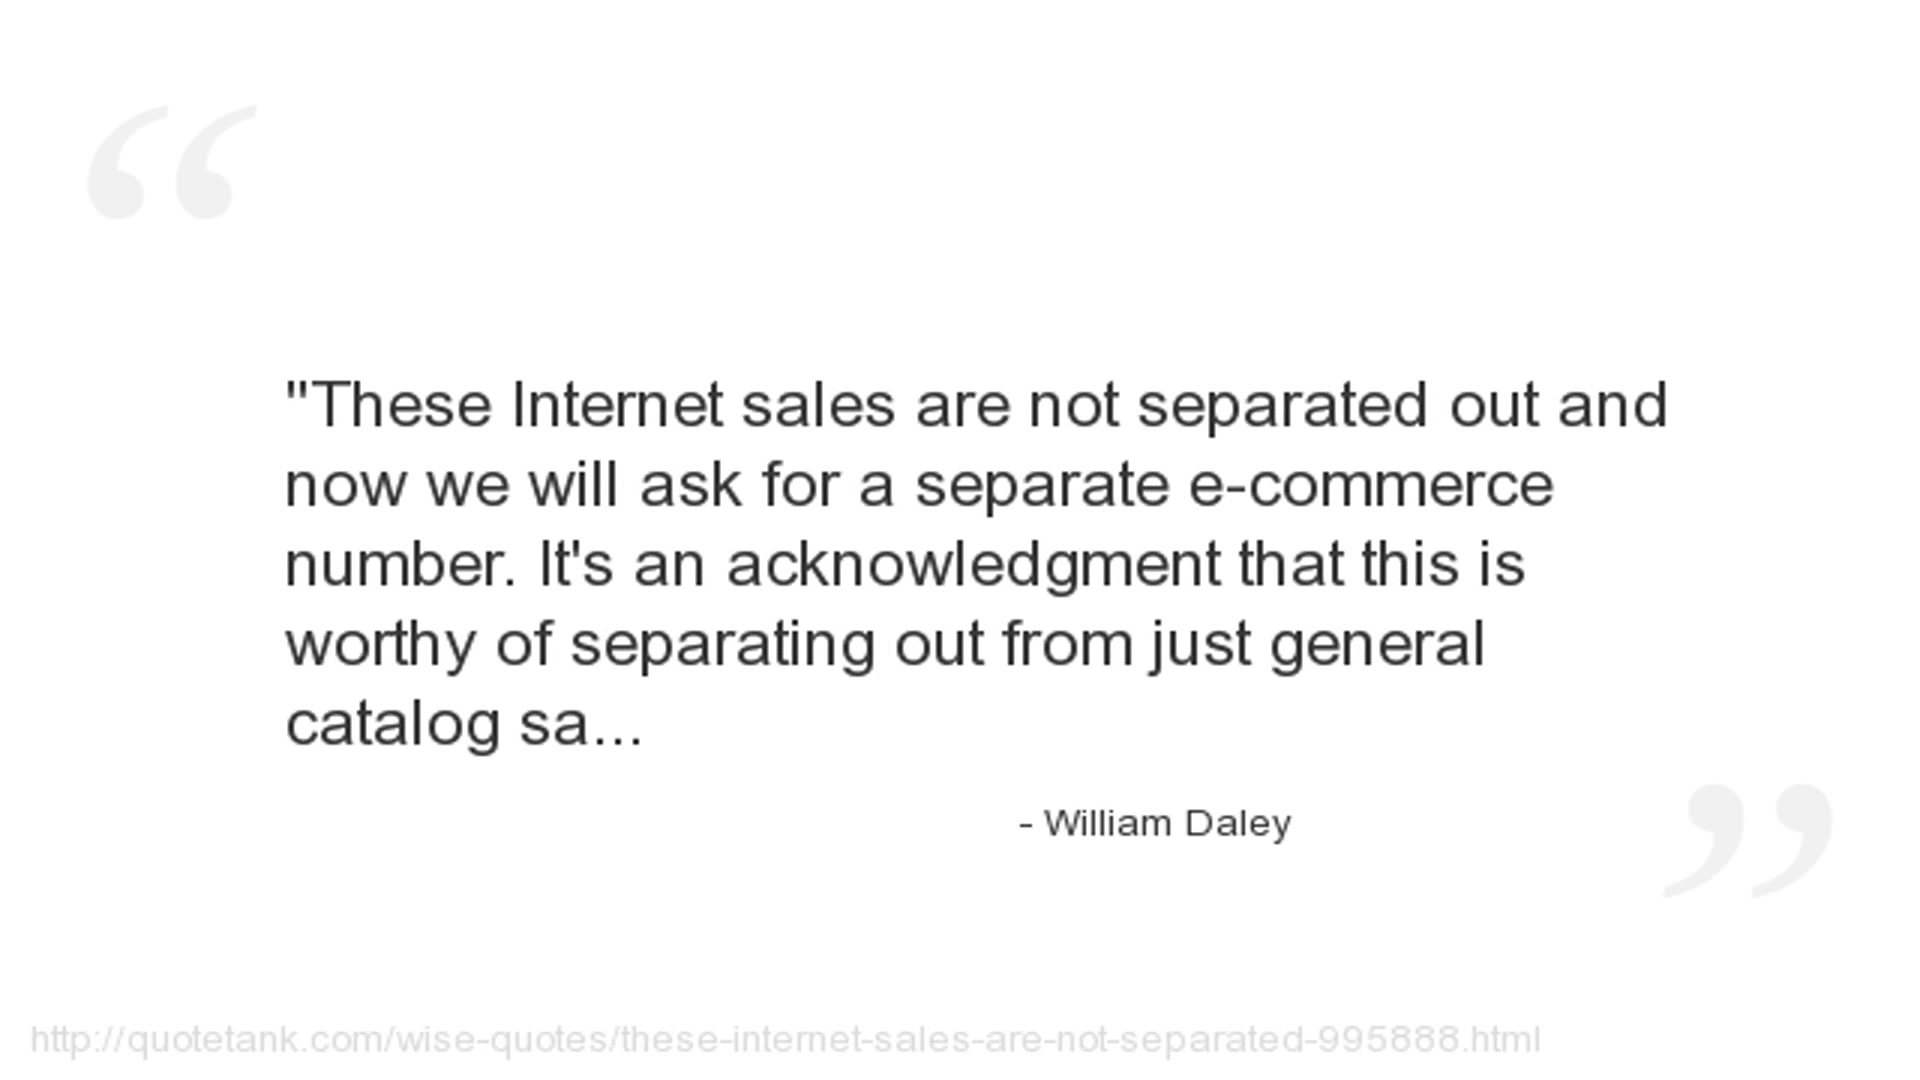 "These Internet sales are not separated out and
now we will ask for a separate e-commerce
number. It's an acknowledgment that this is
worthy of separating out from just general
catalog sa...
- William Daley
http://quotetank.com/wise-quotes/these-internet-sales-are-not-separated-995888.html